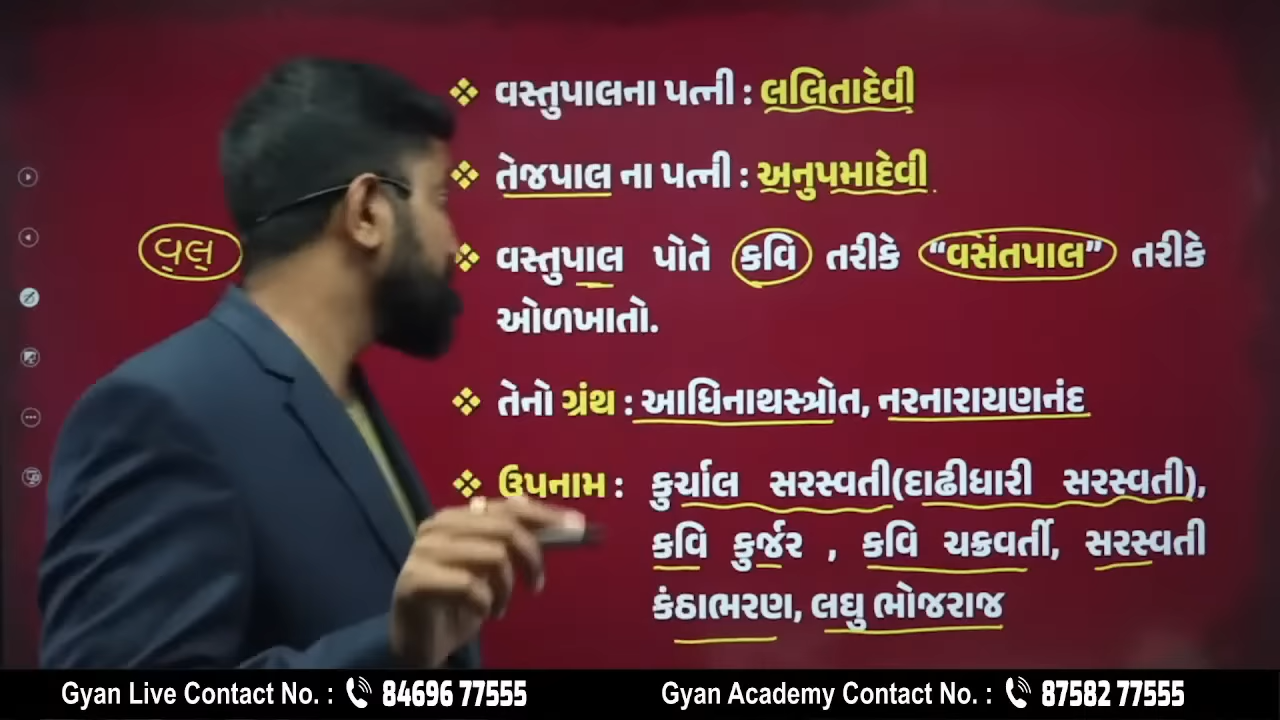 વસ્તુપાલના પત્ની : લલિતાદેવી
તેજપાલ ના પત્ની : અનુપમાદેવી
વ.લ.
વસ્તુપાલ પોતે કવિ તરીકે “વસંતપાલ” તરીકે
ઓળખાતો.
તેનો ગ્રંથ : આધિનાથસ્ત્રોત, નરનારાયણનંદ
ઉપનામ : કુર્ચાલ સરસ્વતી(દાઢીધારી સરસ્વતી),
કવિ કુર્જર , કવિ ચક્રવર્તી, સરસ્વતી
કંઠાભરણ, લઘુ ભોજરાજ
Gyan Live Contact No. : 84696 77555
Gyan Academy Contact No. : 87582 77555